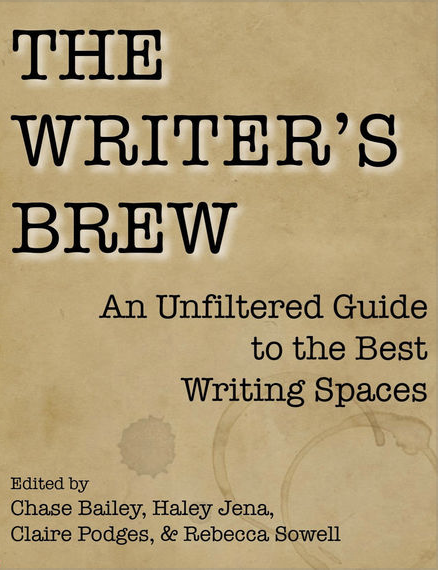 THE
WRITER'S
BREW
An Unfiltered Guide
to the Best
Writing Spaces
Edited by
Chase Bailey, Haley Jena,
Claire Podges, & Rebecca Sowell